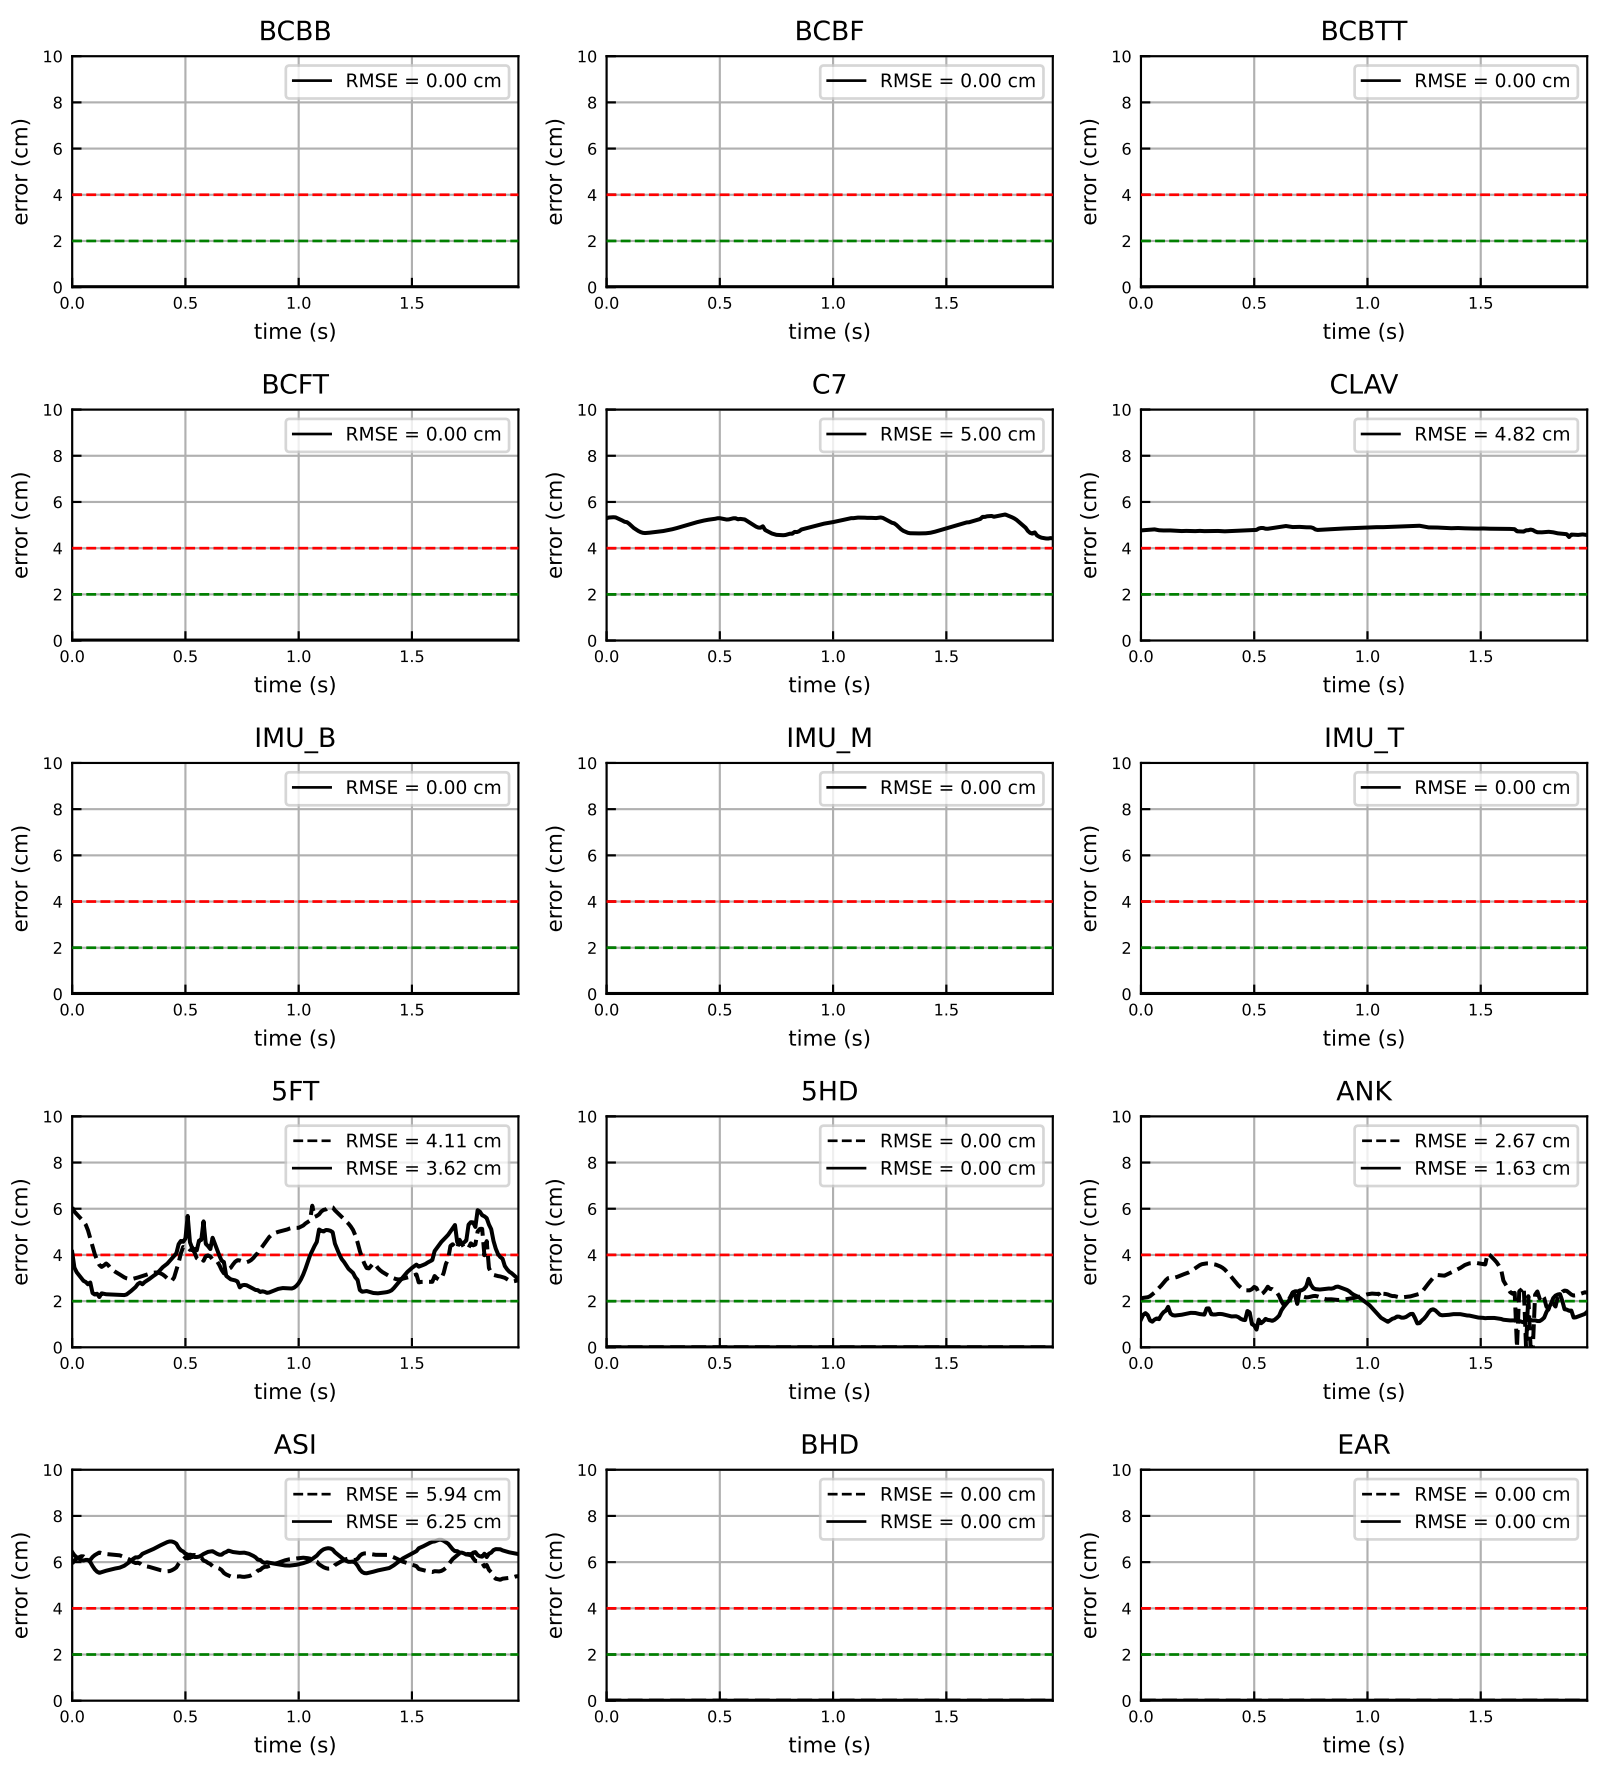 BCBB
BCBF
BCBTT
RMSE = 0.00 cm
RMSE = 0.00 cm
RMSE = 0.00 cm
10
8
6
4
2
0
10
8
6
4
2
0
10
8
6
4
2
0
error (cm)
error (cm)
error (cm)
0.0 0.5 1.0 1.5
0.0 0.5 1.0 1.5
0.0 0.5 1.0 1.5
time (s)
time (s)
time (s)
BCFT
C7
CLAV
RMSE = 0.00 cm
RMSE = 5.00 cm
RMSE = 4.82 cm
10
8
6
4
2
0
10
8
6
4
2
0
10
8
6
4
2
0
error (cm)
error (cm)
error (cm)
0.0 0.5 1.0 1.5
0.0 0.5 1.0 1.5
0.0 0.5 1.0 1.5
time (s)
time (s)
time (s)
IMU_B
IMU_M
IMU_T
RMSE = 0.00 cm
RMSE = 0.00 cm
RMSE = 0.00 cm
10
8
6
4
2
0
10
8
6
4
2
0
10
8
6
4
2
0
error (cm)
error (cm)
error (cm)
0.0 0.5 1.0 1.5
0.0 0.5 1.0 1.5
0.0 0.5 1.0 1.5
time (s)
time (s)
time (s)
5FT
5HD
ANK
RMSE = 4.11 cm
RMSE = 3.62 cm
RMSE = 0.00 cm
RMSE = 0.00 cm
RMSE = 2.67 cm
RMSE = 1.63 cm
10
8
6
4
2
0
10
8
6
4
2
0
10
8
6
4
2
0
error (cm)
error (cm)
error (cm)
0.0 0.5 1.0 1.5
0.0 0.5 1.0 1.5
0.0 0.5 1.0 1.5
time (s)
time (s)
time (s)
ASI
BHD
EAR
RMSE = 5.94 cm
RMSE = 6.25 cm
RMSE = 0.00 cm
RMSE = 0.00 cm
RMSE = 0.00 cm
RMSE = 0.00 cm
10
8
6
4
2
0
10
8
6
4
2
0
10
8
6
4
2
0
error (cm)
error (cm)
error (cm)
0.0 0.5 1.0 1.5
0.0 0.5 1.0 1.5
0.0 0.5 1.0 1.5
time (s)
time (s)
time (s)